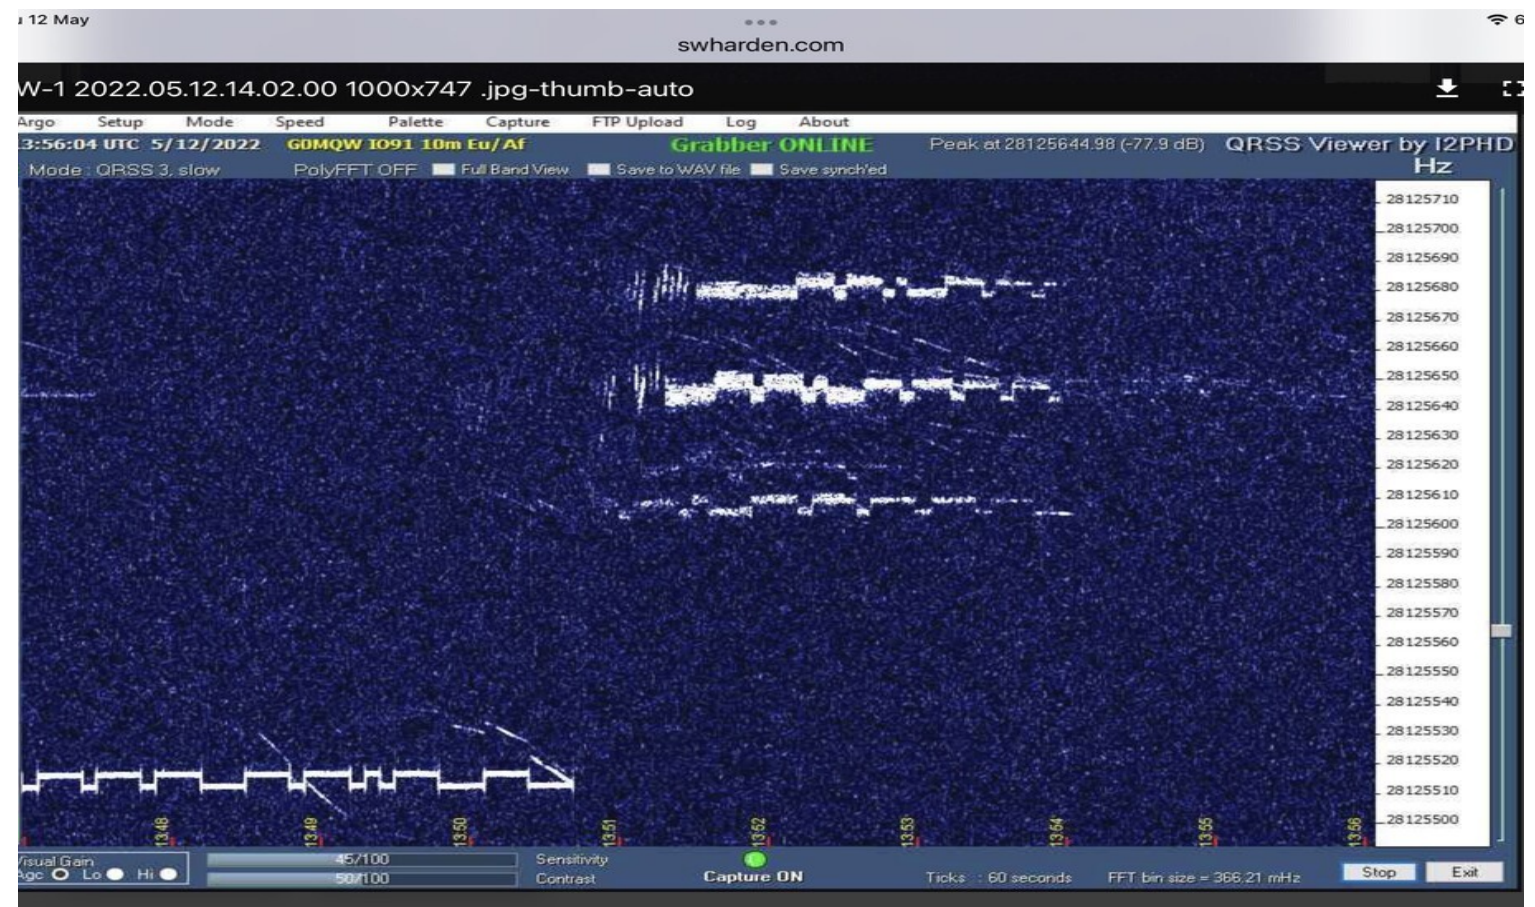 12 May
swharden.com
W-1 2022.05.12.14.02.00 1000x747 .jpg-thumb-auto
Argo Setup Mode Speed Palette Capture FTP Upload Log About
3:56:04 UTC 5/12/2022 G0MQW IO91 10m Eu/Af Grabber ONLINE Peak at 28125644.98 (-77.9 dB) QRSS Viewer by I2PHD
Mode : QRSS 3, slow PolyFFT OFF Full Band View Save to WAV file Save synch'ed Hz
28125710
28125700
28125690
28125680
28125670
28125660
28125650
28125640
28125630
28125620
28125610
28125600
28125590
28125580
28125570
28125560
28125550
28125540
28125530
28125520
28125510
28125500
13:48 13:49 13:50 13:51 13:52 13:53 13:54 13:55 13:56
Visual Gain 45/100 Sensitivity
Agc Lo Hi 50/100 Contrast Capture ON Ticks : 60 seconds FFT bin size = 366.21 mHz Stop Exit